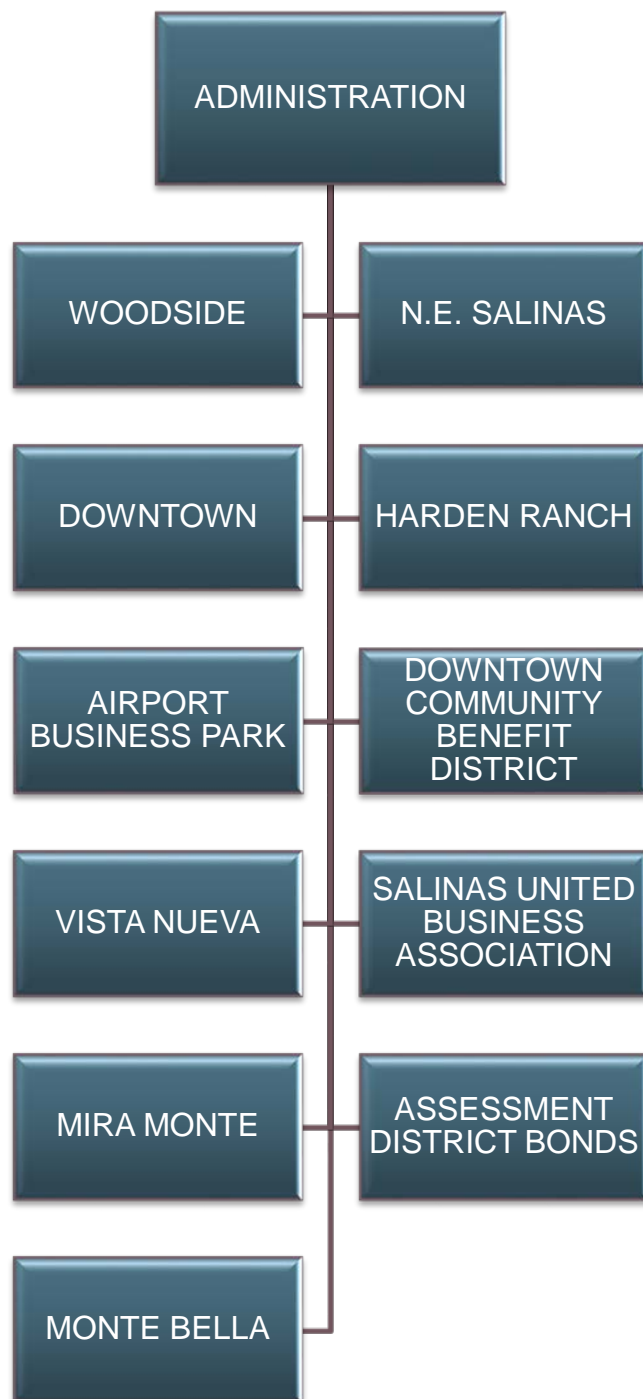 ADMINISTRATION
WOODSIDE
N.E. SALINAS
DOWNTOWN
HARDEN RANCH
AIRPORT
BUSINESS PARK
DOWNTOWN
COMMUNITY
BENEFIT
DISTRICT
VISTA NUEVA
SALINAS UNITED
BUSINESS
ASSOCIATION
MIRA MONTE
ASSESSMENT
DISTRICT BONDS
MONTE BELLA